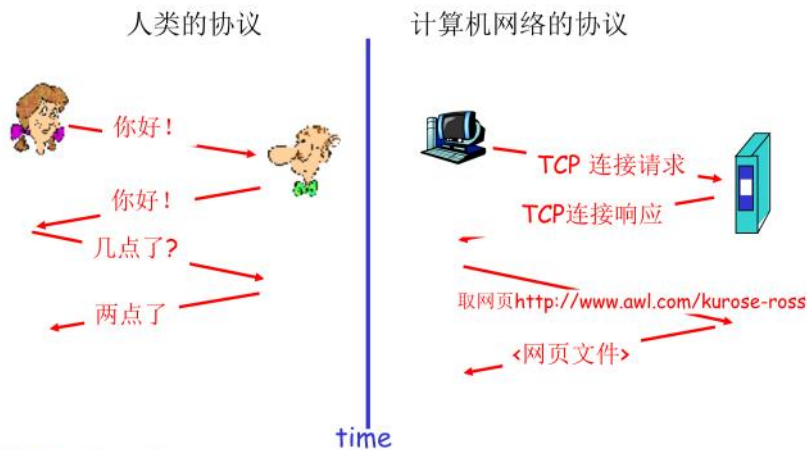 人类的协议
计算机网络的协议
你好！
你好！
几点了?
两点了
TCP 连接请求
TCP连接响应
取网页http://www.awl.com/kurose-ross
<网页文件>
time